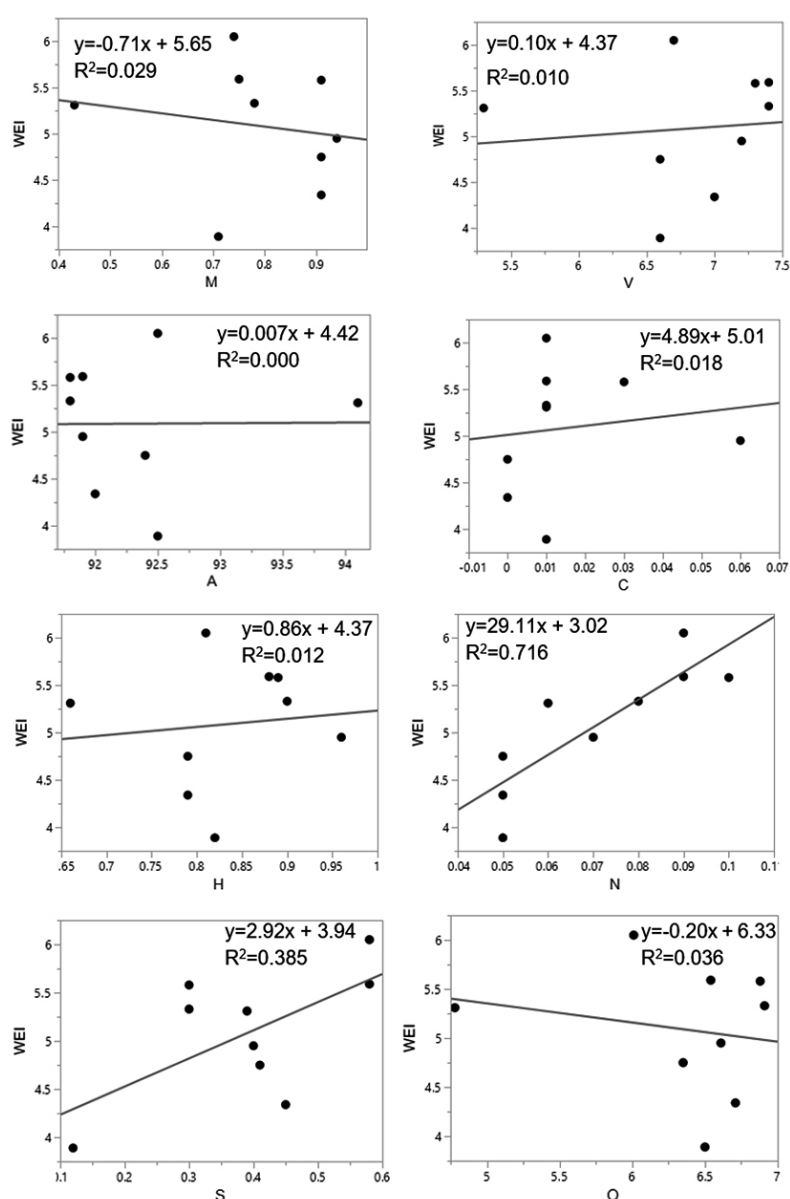 y=-0.71x + 5.65
R²=0.029
6
5.5
5
4.5
4
WEI
0.4 0.5 0.6 0.7 0.8 0.9
M
y=0.10x + 4.37
R²=0.010
6
5.5
5
4.5
4
WEI
5.5 6 6.5 7 7.5
V
y=0.007x + 4.42
R²=0.000
6
5.5
5
4.5
4
WEI
92 92.5 93 93.5 94
A
y=4.89x+ 5.01
R²=0.018
6
5.5
5
4.5
4
WEI
-0.01 0 0.01 0.02 0.03 0.04 0.05 0.06 0.07
C
y=0.86x + 4.37
R²=0.012
6
5.5
5
4.5
4
WEI
.65 0.7 0.75 0.8 0.85 0.9 0.95 1
H
y=29.11x + 3.02
R²=0.716
6
5.5
5
4.5
4
WEI
0.04 0.05 0.06 0.07 0.08 0.09 0.1 0.11
N
y=2.92x + 3.94
R²=0.385
6
5.5
5
4.5
4
WEI
0.1 0.2 0.3 0.4 0.5 0.6
S
y=-0.20x + 6.33
R²=0.036
6
5.5
5
4.5
4
WEI
5 5.5 6 6.5 7
O